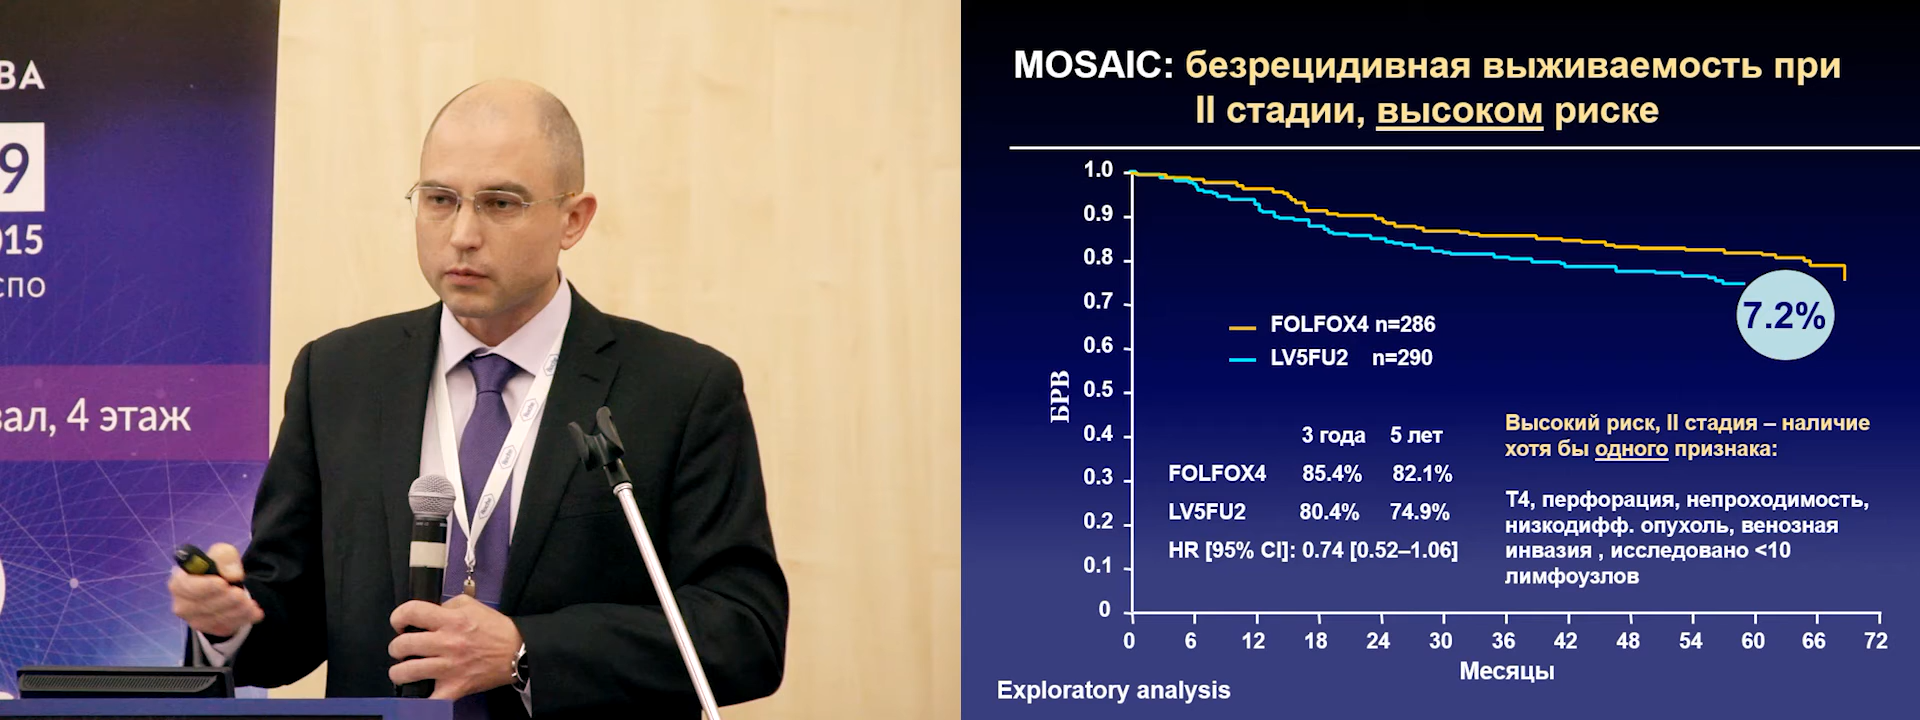 ВА
9
015
спо
зал, 4 этаж
MOSAIC: безрецидивная выживаемость при
II стадии, высоком риске
1.0
0.9
0.8
0.7
0.6
0.5
0.4
0.3
0.2
0.1
0
БРВ
7.2%
FOLFOX4 n=286
LV5FU2 n=290
3 года 5 лет
FOLFOX4 85.4% 82.1%
LV5FU2 80.4% 74.9%
HR [95% CI]: 0.74 [0.52–1.06]
Высокий риск, II стадия – наличие
хотя бы одного признака:
T4, перфорация, непроходимость,
низкодифф. опухоль, венозная
инвазия , исследовано <10
лимфоузлов
0 6 12 18 24 30 36 42 48 54 60 66 72
Месяцы
Exploratory analysis